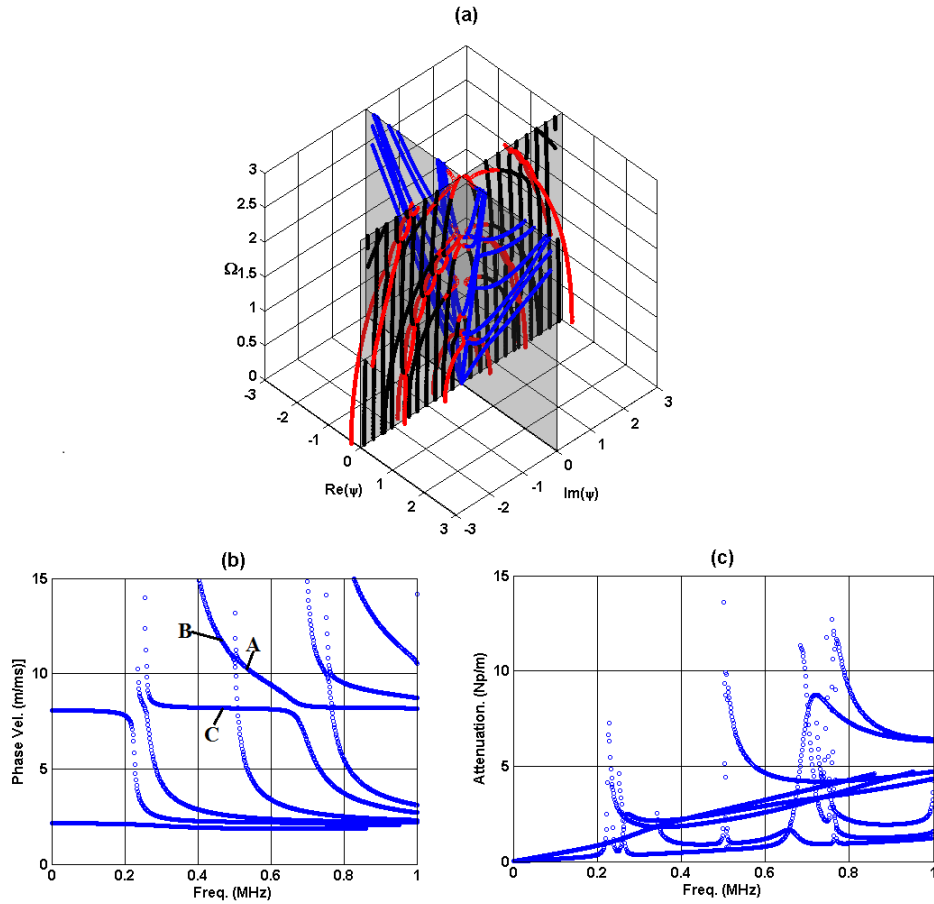 (a)
3
2.5
2
Ω 1.5
1
0.5
0
-3
-2
-1
0
1
2
3
Re(ψ)
-3
-2
-1
0
1
2
3
Im(ψ)
(b)
15
10
5
0
Phase Vel. (m/ms)]
B
A
C
0 0.2 0.4 0.6 0.8 1
Freq. (MHz)
(c)
15
10
5
0
Attenuation. (Np/m)
0 0.2 0.4 0.6 0.8 1
Freq. (MHz)